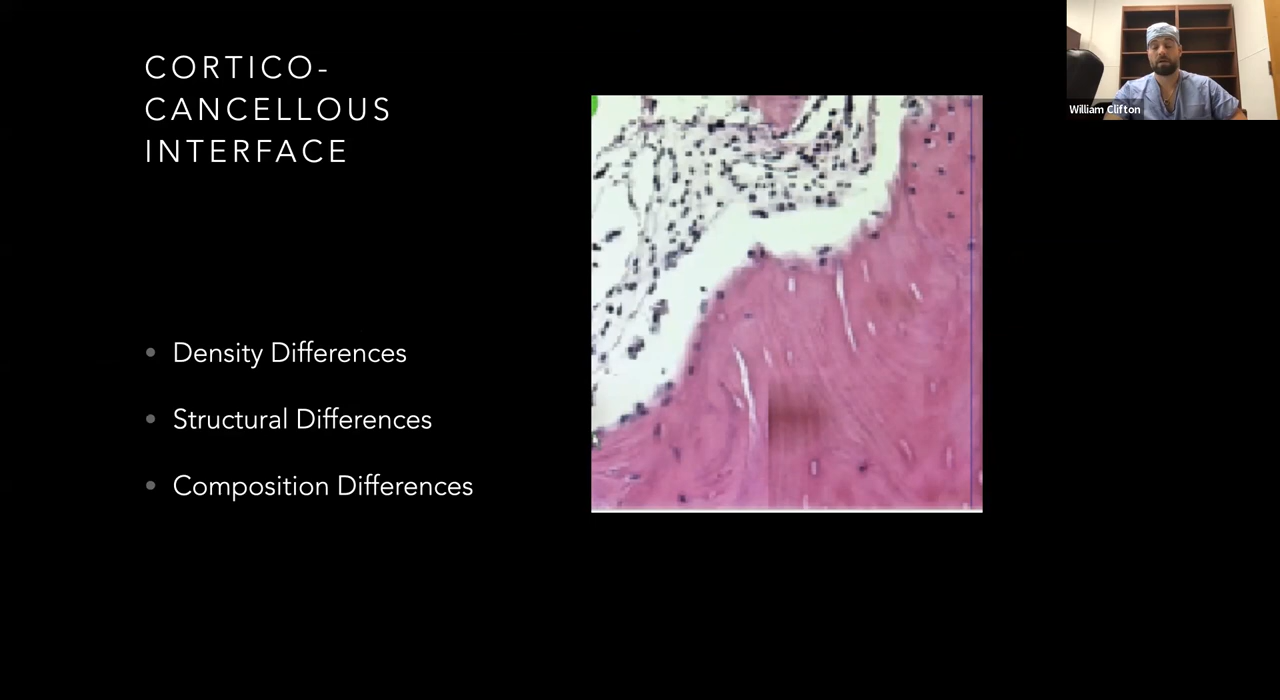 CORTICO-
CANCELLOUS
INTERFACE
• Density Differences
• Structural Differences
• Composition Differences
William Clifton